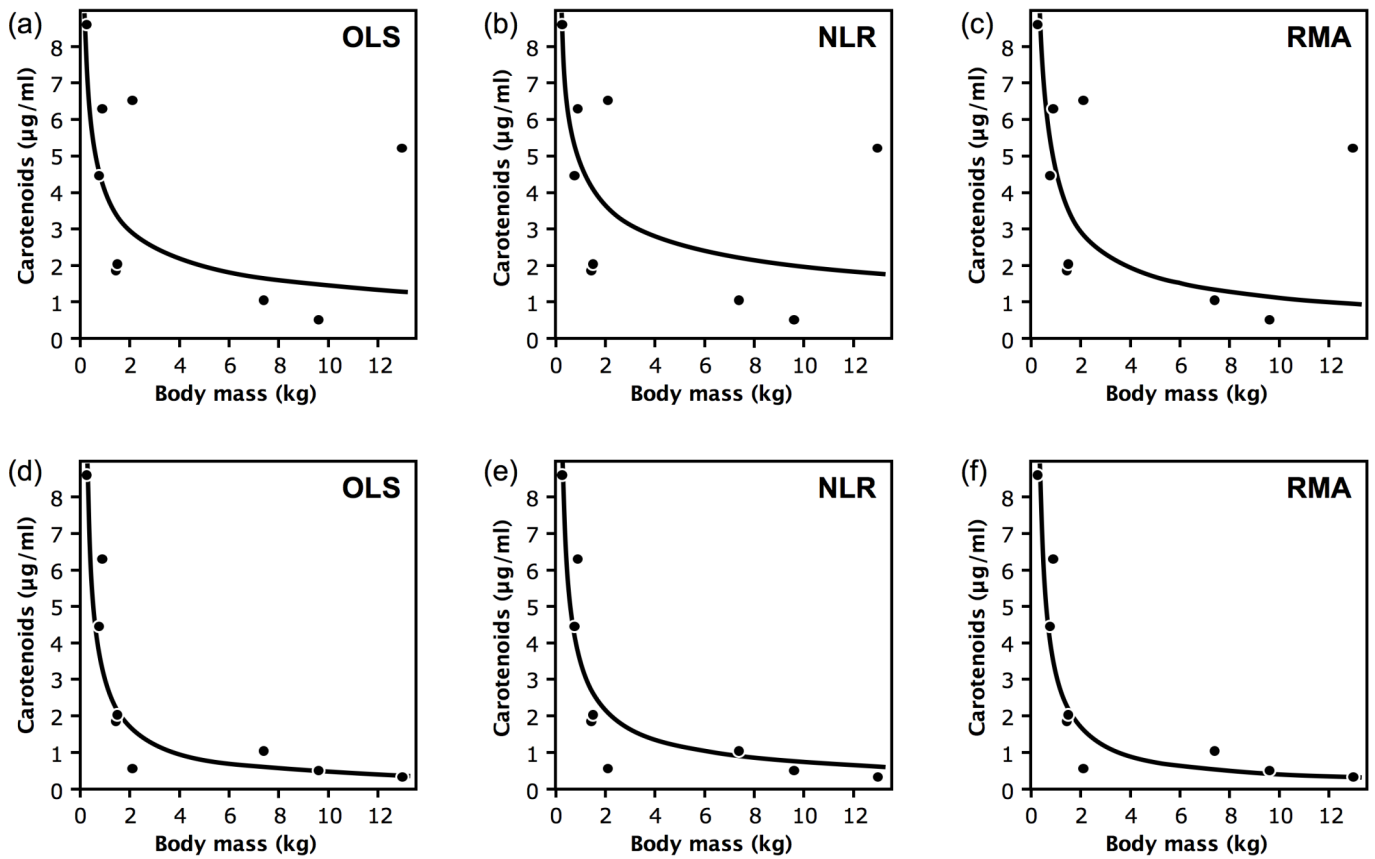 (a) OLS
Carotenoids (µg/ml)
8
7
6
5
4
3
2
1
0
0 2 4 6 8 10 12
Body mass (kg)
(b) NLR
Carotenoids (µg/ml)
8
7
6
5
4
3
2
1
0
0 2 4 6 8 10 12
Body mass (kg)
(c) RMA
Carotenoids (µg/ml)
8
7
6
5
4
3
2
1
0
0 2 4 6 8 10 12
Body mass (kg)
(d) OLS
Carotenoids (µg/ml)
8
7
6
5
4
3
2
1
0
0 2 4 6 8 10 12
Body mass (kg)
(e) NLR
Carotenoids (µg/ml)
8
7
6
5
4
3
2
1
0
0 2 4 6 8 10 12
Body mass (kg)
(f) RMA
Carotenoids (µg/ml)
8
7
6
5
4
3
2
1
0
0 2 4 6 8 10 12
Body mass (kg)